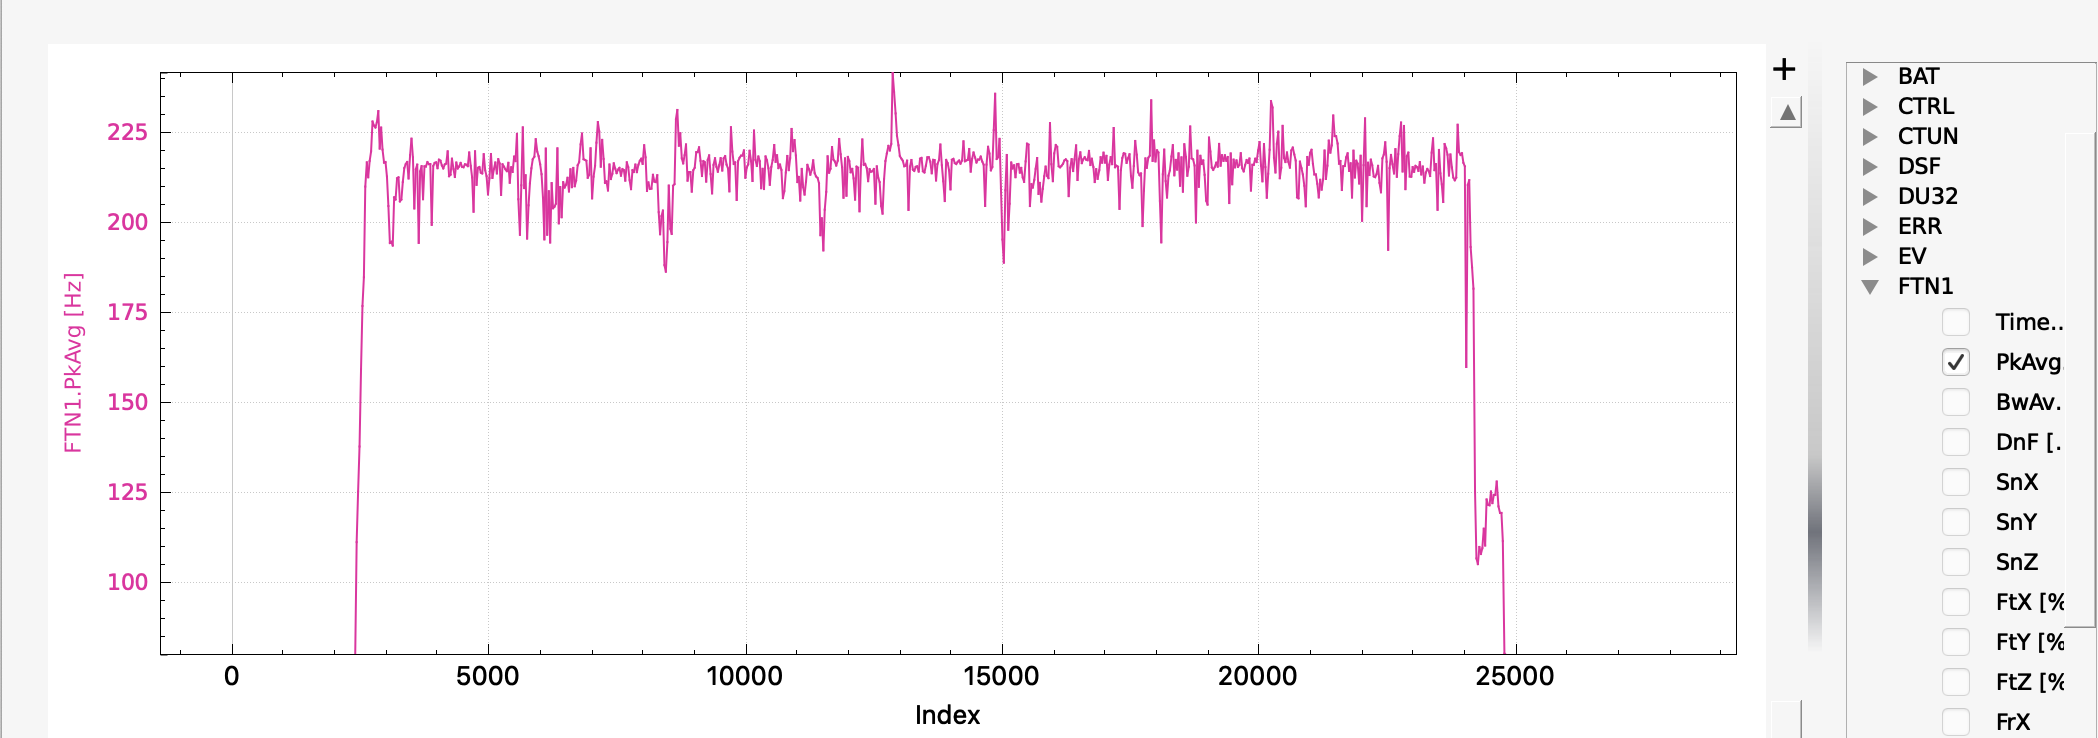 225
200
175
150
125
100
FTN1.PkAvg [Hz]
0 5000 10000 15000 20000 25000
Index
+
BAT
CTRL
CTUN
DSF
DU32
ERR
EV
FTN1
Time..
PkAvg.
BwAv.
DnF [.
SnX
SnY
SnZ
FtX [%
FtY [%
FtZ [%
FrX